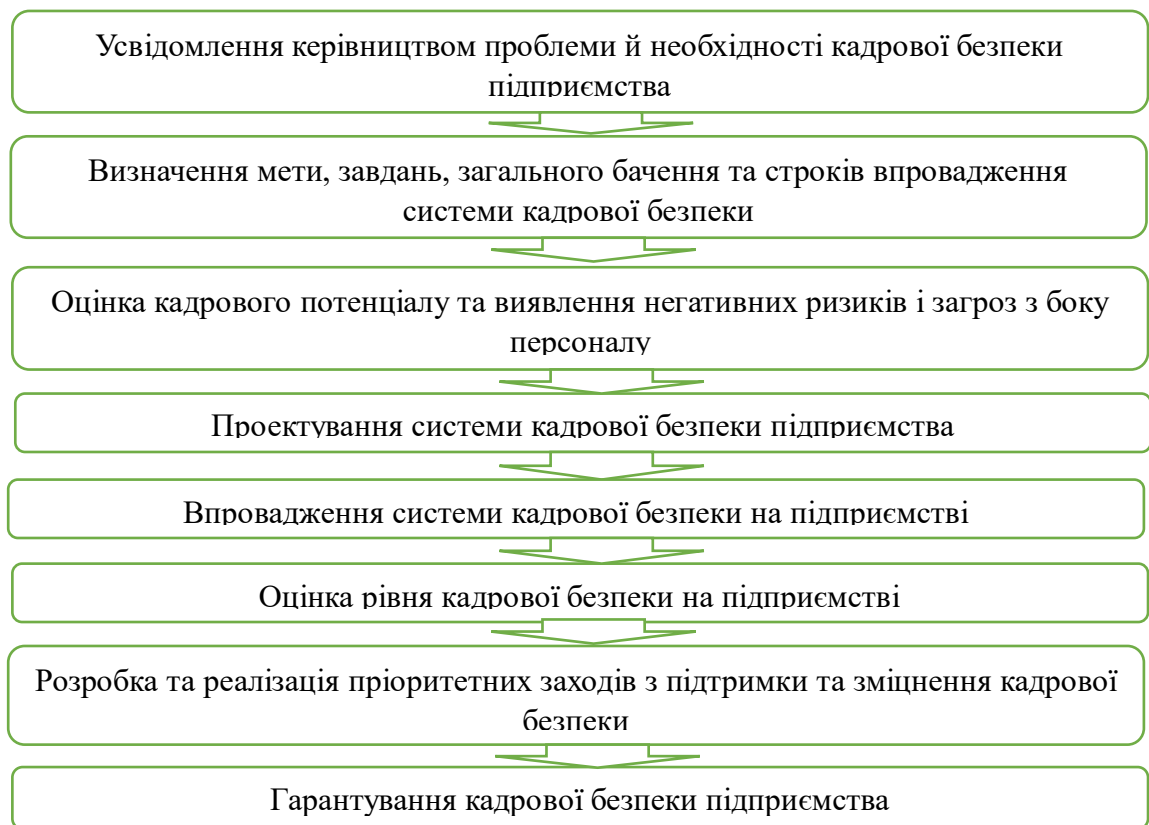 Усвідомлення керівництвом проблеми й необхідності кадрової безпеки
підприємства
Визначення мети, завдань, загального бачення та строків впровадження
системи кадрової безпеки
Оцінка кадрового потенціалу та виявлення негативних ризиків і загроз з боку
персоналу
Проектування системи кадрової безпеки підприємства
Впровадження системи кадрової безпеки на підприємстві
Оцінка рівня кадрової безпеки на підприємстві
Розробка та реалізація пріоритетних заходів з підтримки та зміцнення кадрової
безпеки
Гарантування кадрової безпеки підприємства